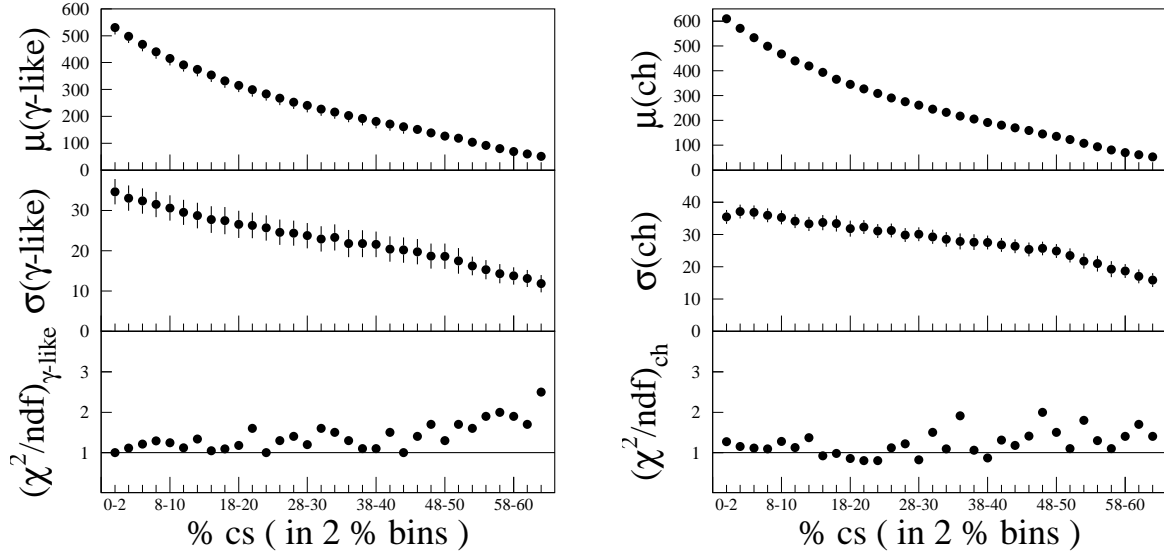 μ(γ-like)
600
500
400
300
200
100
0
σ(γ-like)
30
20
10
0
(χ²/ndf)γ-like
3
2
1
0-2 8-10 18-20 28-30 38-40 48-50 58-60
% cs ( in 2 % bins )
μ(ch)
600
500
400
300
200
100
0
σ(ch)
40
30
20
10
0
(χ²/ndf)ch
3
2
1
0-2 8-10 18-20 28-30 38-40 48-50 58-60
% cs ( in 2 % bins )